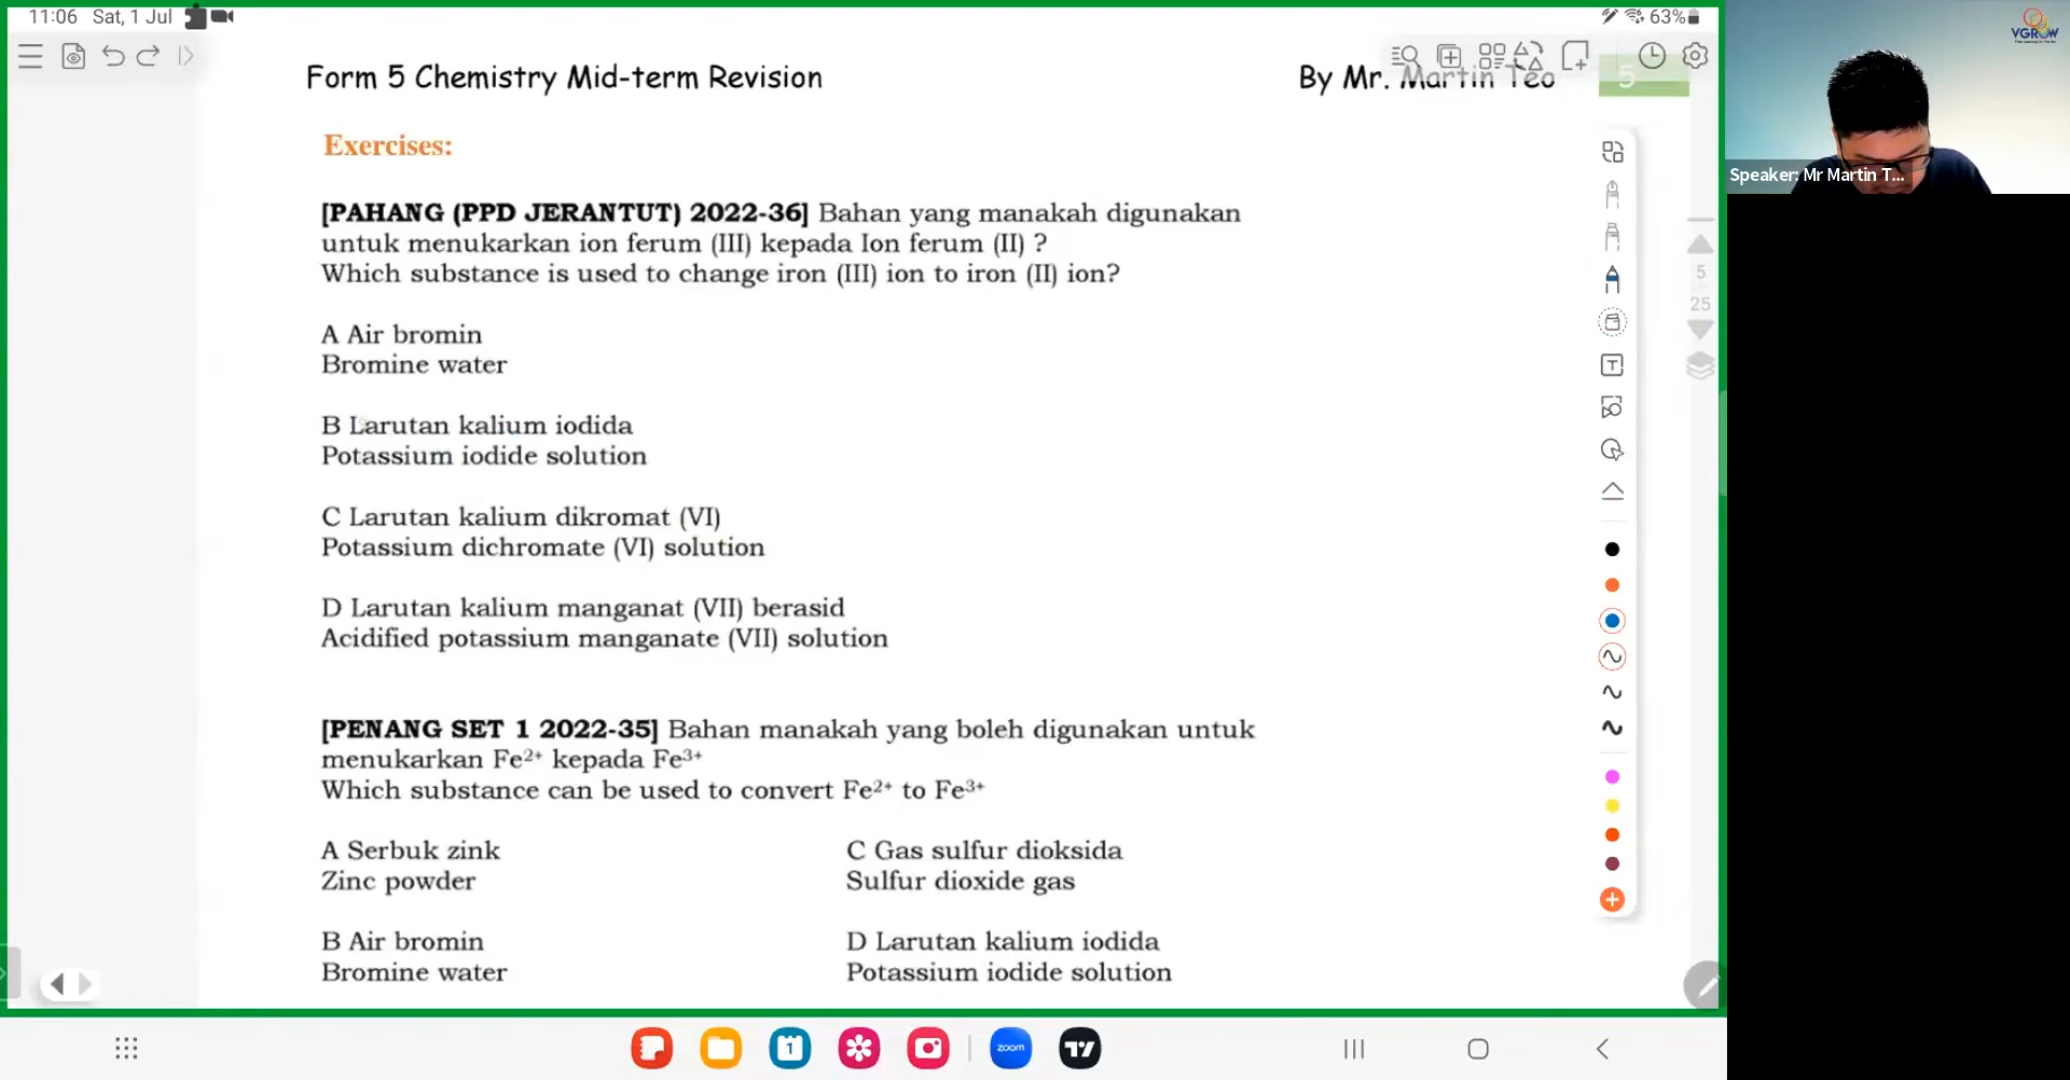 11:06 Sat, 1 Jul
63%
Form 5 Chemistry Mid-term Revision
By Mr. Martin Teo
5
VGROW
Speaker: Mr Martin T...
Exercises:
[PAHANG (PPD JERANTUT) 2022-36] Bahan yang manakah digunakan
untuk menukarkan ion ferum (III) kepada Ion ferum (II) ?
Which substance is used to change iron (III) ion to iron (II) ion?
A Air bromin
Bromine water
B Larutan kalium iodida
Potassium iodide solution
C Larutan kalium dikromat (VI)
Potassium dichromate (VI) solution
D Larutan kalium manganat (VII) berasid
Acidified potassium manganate (VII) solution
[PENANG SET 1 2022-35] Bahan manakah yang boleh digunakan untuk
menukarkan Fe²⁺ kepada Fe³⁺
Which substance can be used to convert Fe²⁺ to Fe³⁺
A Serbuk zink
Zinc powder
B Air bromin
Bromine water
C Gas sulfur dioksida
Sulfur dioxide gas
D Larutan kalium iodida
Potassium iodide solution
5
25
1
zoom